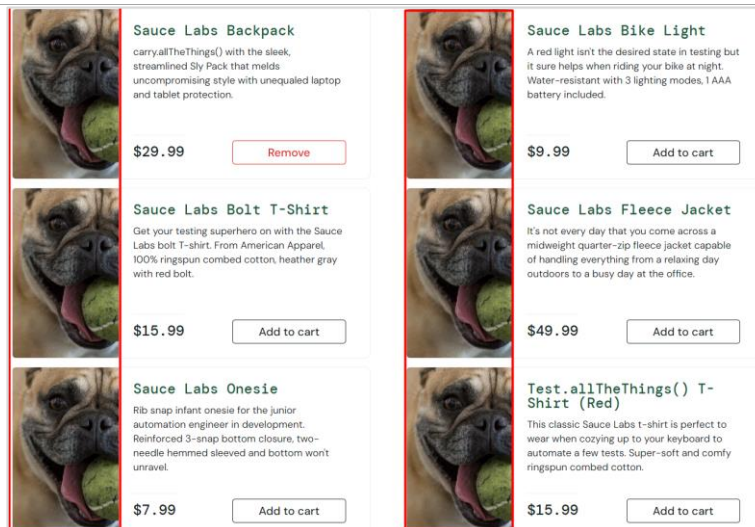 Sauce Labs Backpack
carry.allTheThings() with the sleek,
streamlined Sly Pack that melds
uncompromising style with unequaled laptop
and tablet protection.
$29.99
Remove
Sauce Labs Bike Light
A red light isn't the desired state in testing but
it sure helps when riding your bike at night.
Water-resistant with 3 lighting modes, 1 AAA
battery included.
$9.99
Add to cart
Sauce Labs Bolt T-Shirt
Get your testing superhero on with the Sauce
Labs bolt T-shirt. From American Apparel,
100% ringspun combed cotton, heather gray
with red bolt.
$15.99
Add to cart
Sauce Labs Fleece Jacket
It's not every day that you come across a
midweight quarter-zip fleece jacket capable
of handling everything from a relaxing day
outdoors to a busy day at the office.
$49.99
Add to cart
Sauce Labs Onesie
Rib snap infant onesie for the junior
automation engineer in development.
Reinforced 3-snap bottom closure, two-
needle hemmed sleeved and bottom won't
unravel.
$7.99
Add to cart
Test.allTheThings() T-
Shirt (Red)
This classic Sauce Labs t-shirt is perfect to
wear when cozying up to your keyboard to
automate a few tests. Super-soft and comfy
ringspun combed cotton.
$15.99
Add to cart